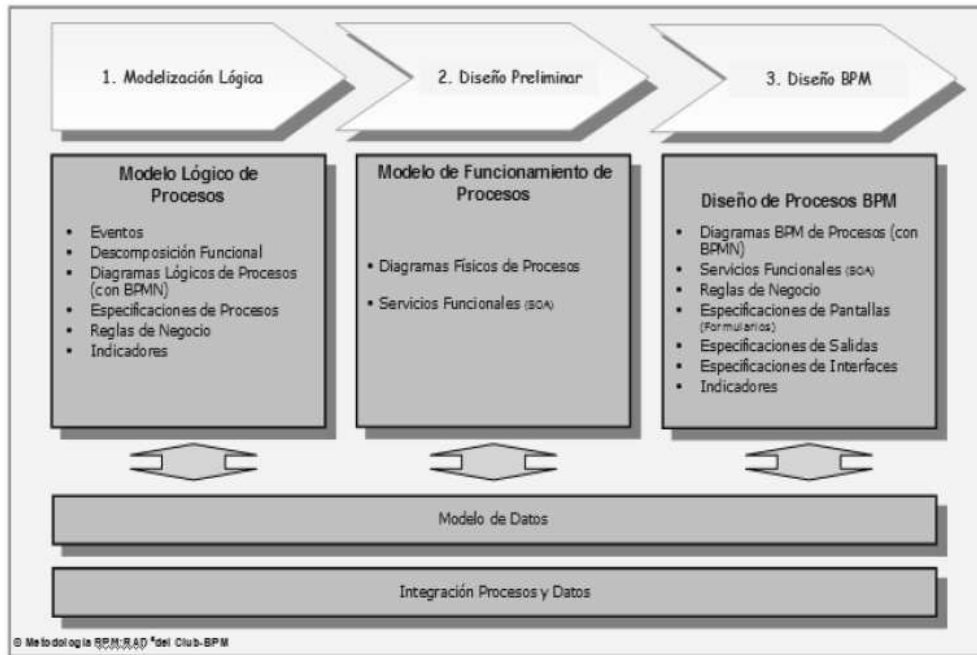 1. Modelización Lógica
2. Diseño Preliminar
3. Diseño BPM
Modelo Lógico de
Procesos
• Eventos
• Descomposición Funcional
• Diagramas Lógicos de Procesos
(con BPMN)
• Especificaciones de Procesos
• Reglas de Negocio
• Indicadores
Modelo de Funcionamiento de
Procesos
• Diagramas Físicos de Procesos
• Servicios Funcionales (SOA)
Diseño de Procesos BPM
• Diagramas BPM de Procesos (con
BPMN)
• Servicios Funcionales (SOA)
• Reglas de Negocio
• Especificaciones de Pantallas
(Formularios)
• Especificaciones de Salidas
• Especificaciones de Interfaces
• Indicadores
Modelo de Datos
Integración Procesos y Datos
© Metodología BPM:RAD® del Club-BPM